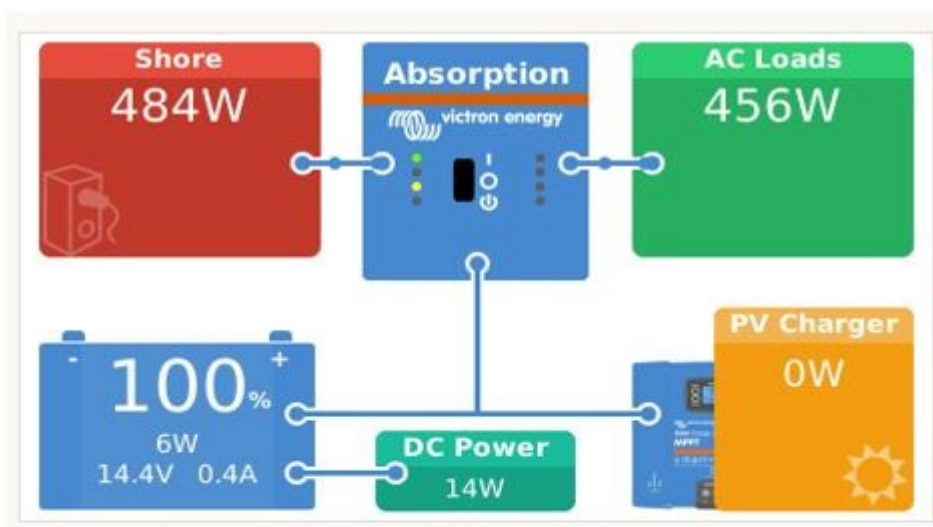 Shore
484W
Absorption
victron energy
AC Loads
456W
- +
100%
6W
14.4V 0.4A
DC Power
14W
PV Charger
0W
MPPT